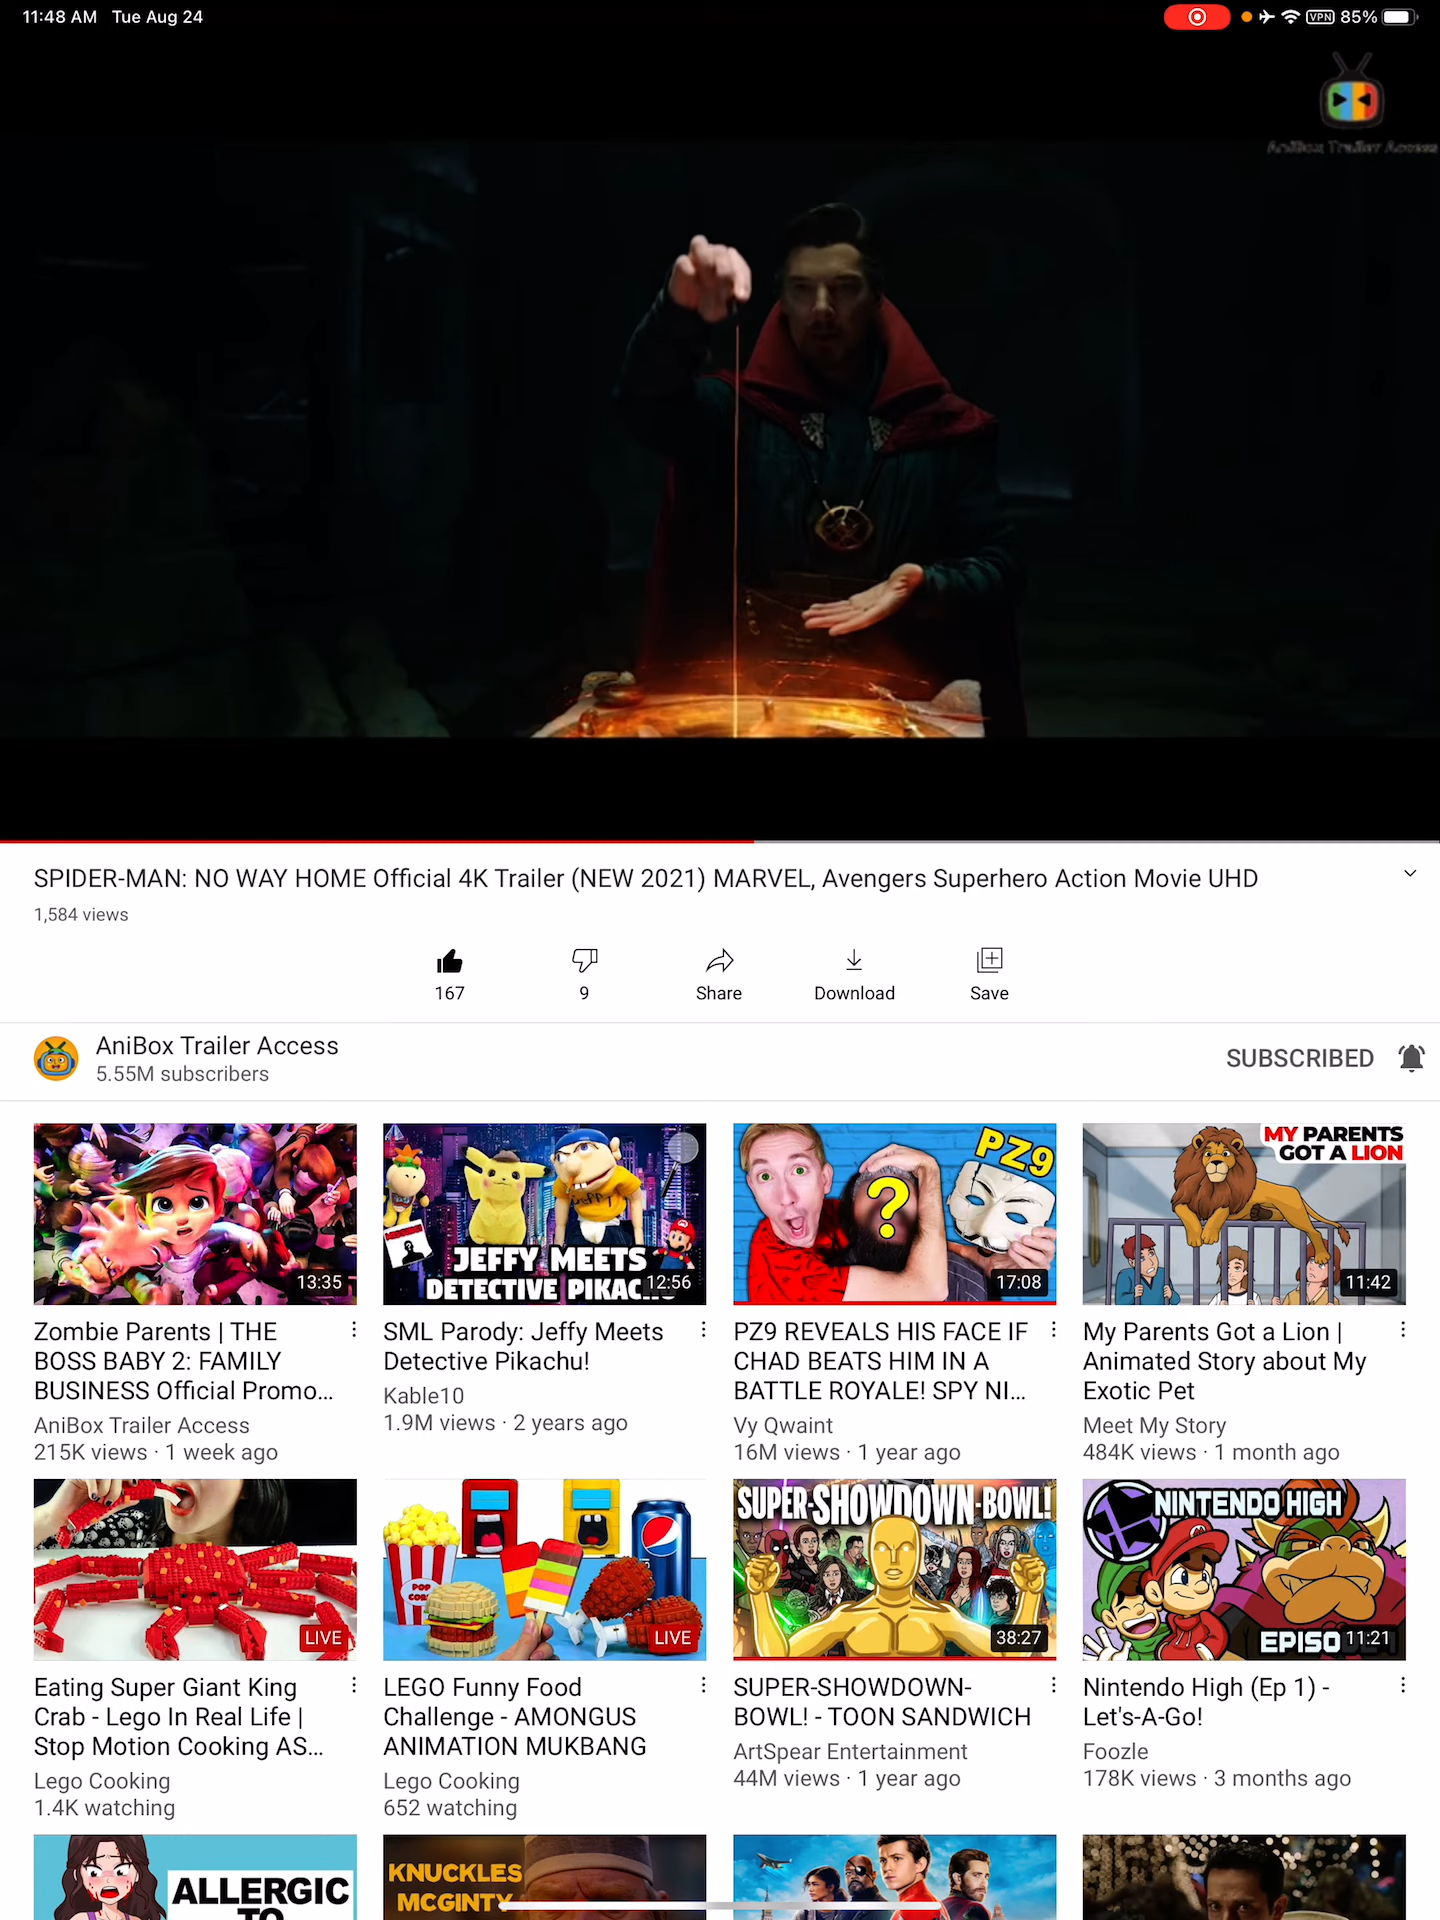 11:48 AM Tue Aug 24
VPN 85%
AniBox Trailer Access
SPIDER-MAN: NO WAY HOME Official 4K Trailer (NEW 2021) MARVEL, Avengers Superhero Action Movie UHD
1,584 views
167
9
Share
Download
Save
AniBox Trailer Access
5.55M subscribers
SUBSCRIBED
13:35
JEFFY MEETS
DETECTIVE PIKAC...
12:56
PZ9
?
17:08
MY PARENTS
GOT A LION
11:42
Zombie Parents | THE
BOSS BABY 2: FAMILY
BUSINESS Official Promo...
AniBox Trailer Access
215K views · 1 week ago
SML Parody: Jeffy Meets
Detective Pikachu!
Kable10
1.9M views · 2 years ago
PZ9 REVEALS HIS FACE IF
CHAD BEATS HIM IN A
BATTLE ROYALE! SPY NI...
Vy Qwaint
16M views · 1 year ago
My Parents Got a Lion |
Animated Story about My
Exotic Pet
Meet My Story
484K views · 1 month ago
LIVE
POP
LIVE
SUPER-SHOWDOWN-BOWL!
38:27
NINTENDO HIGH
EPISO
11:21
Eating Super Giant King
Crab - Lego In Real Life |
Stop Motion Cooking AS...
Lego Cooking
1.4K watching
LEGO Funny Food
Challenge - AMONGUS
ANIMATION MUKBANG
Lego Cooking
652 watching
SUPER-SHOWDOWN-
BOWL! - TOON SANDWICH
ArtSpear Entertainment
44M views · 1 year ago
Nintendo High (Ep 1) -
Let's-A-Go!
Foozle
178K views · 3 months ago
ALLERGIC
TO
KNUCKLES
MCGINTY